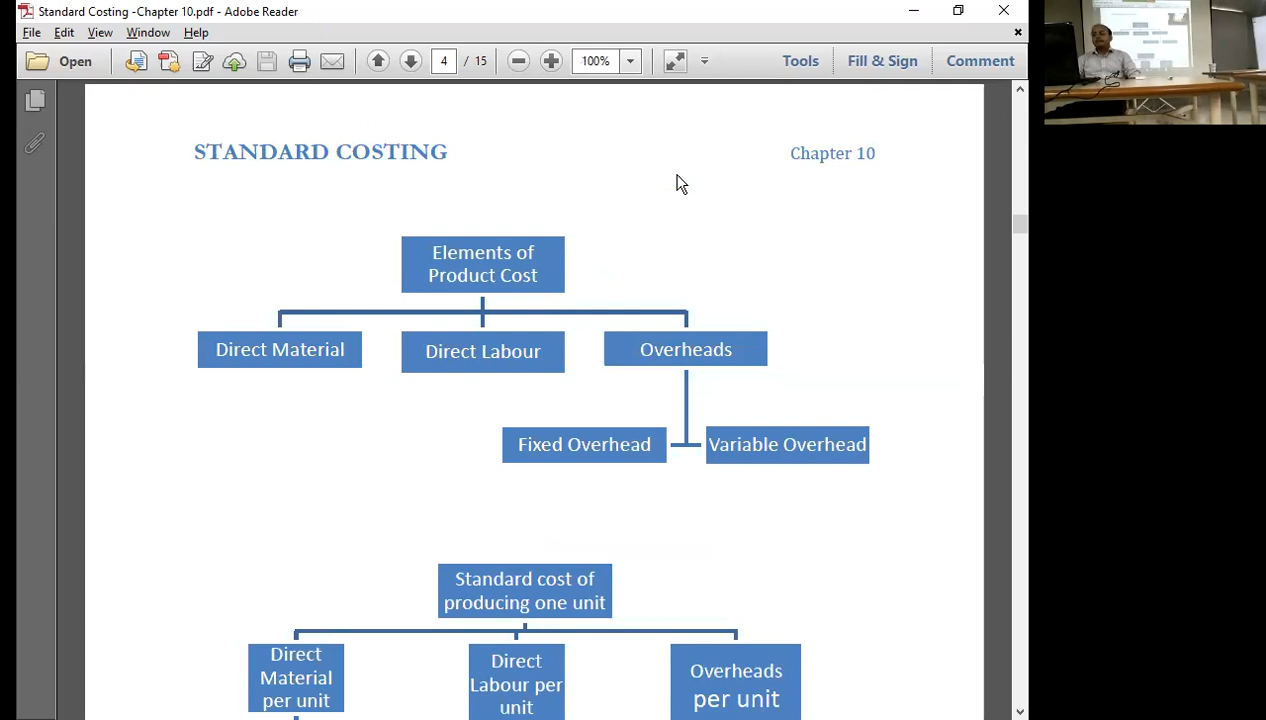 Standard Costing -Chapter 10.pdf - Adobe Reader
File Edit View Window Help
Open 4 / 15 100% Tools Fill & Sign Comment
STANDARD COSTING Chapter 10
Elements of
Product Cost
Direct Material Direct Labour Overheads
Fixed Overhead Variable Overhead
Standard cost of
producing one unit
Direct
Material
per unit
Direct
Labour per
unit
Overheads
per unit